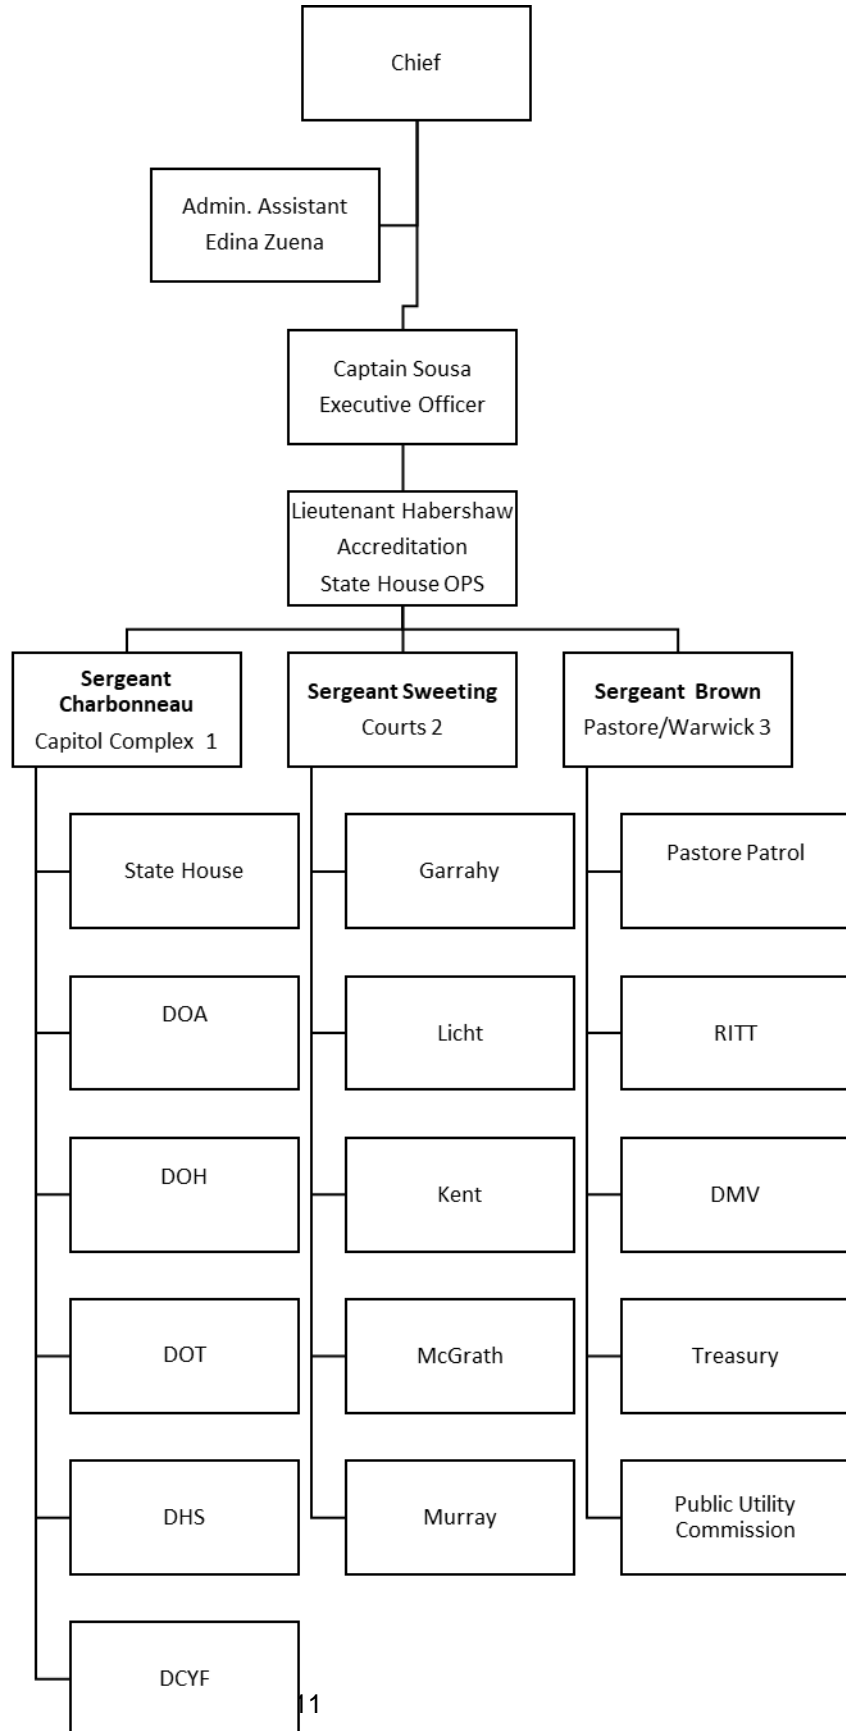 Chief
Admin. Assistant
Edina Zuena
Captain Sousa
Executive Officer
Lieutenant Habershaw
Accreditation
State House OPS
Sergeant
Charbonneau
Capitol Complex 1
Sergeant Sweeting
Courts 2
Sergeant Brown
Pastore/Warwick 3
State House
Garrahy
Pastore Patrol
DOA
Licht
RITT
DOH
Kent
DMV
DOT
McGrath
Treasury
DHS
Murray
Public Utility
Commission
DCYF
11